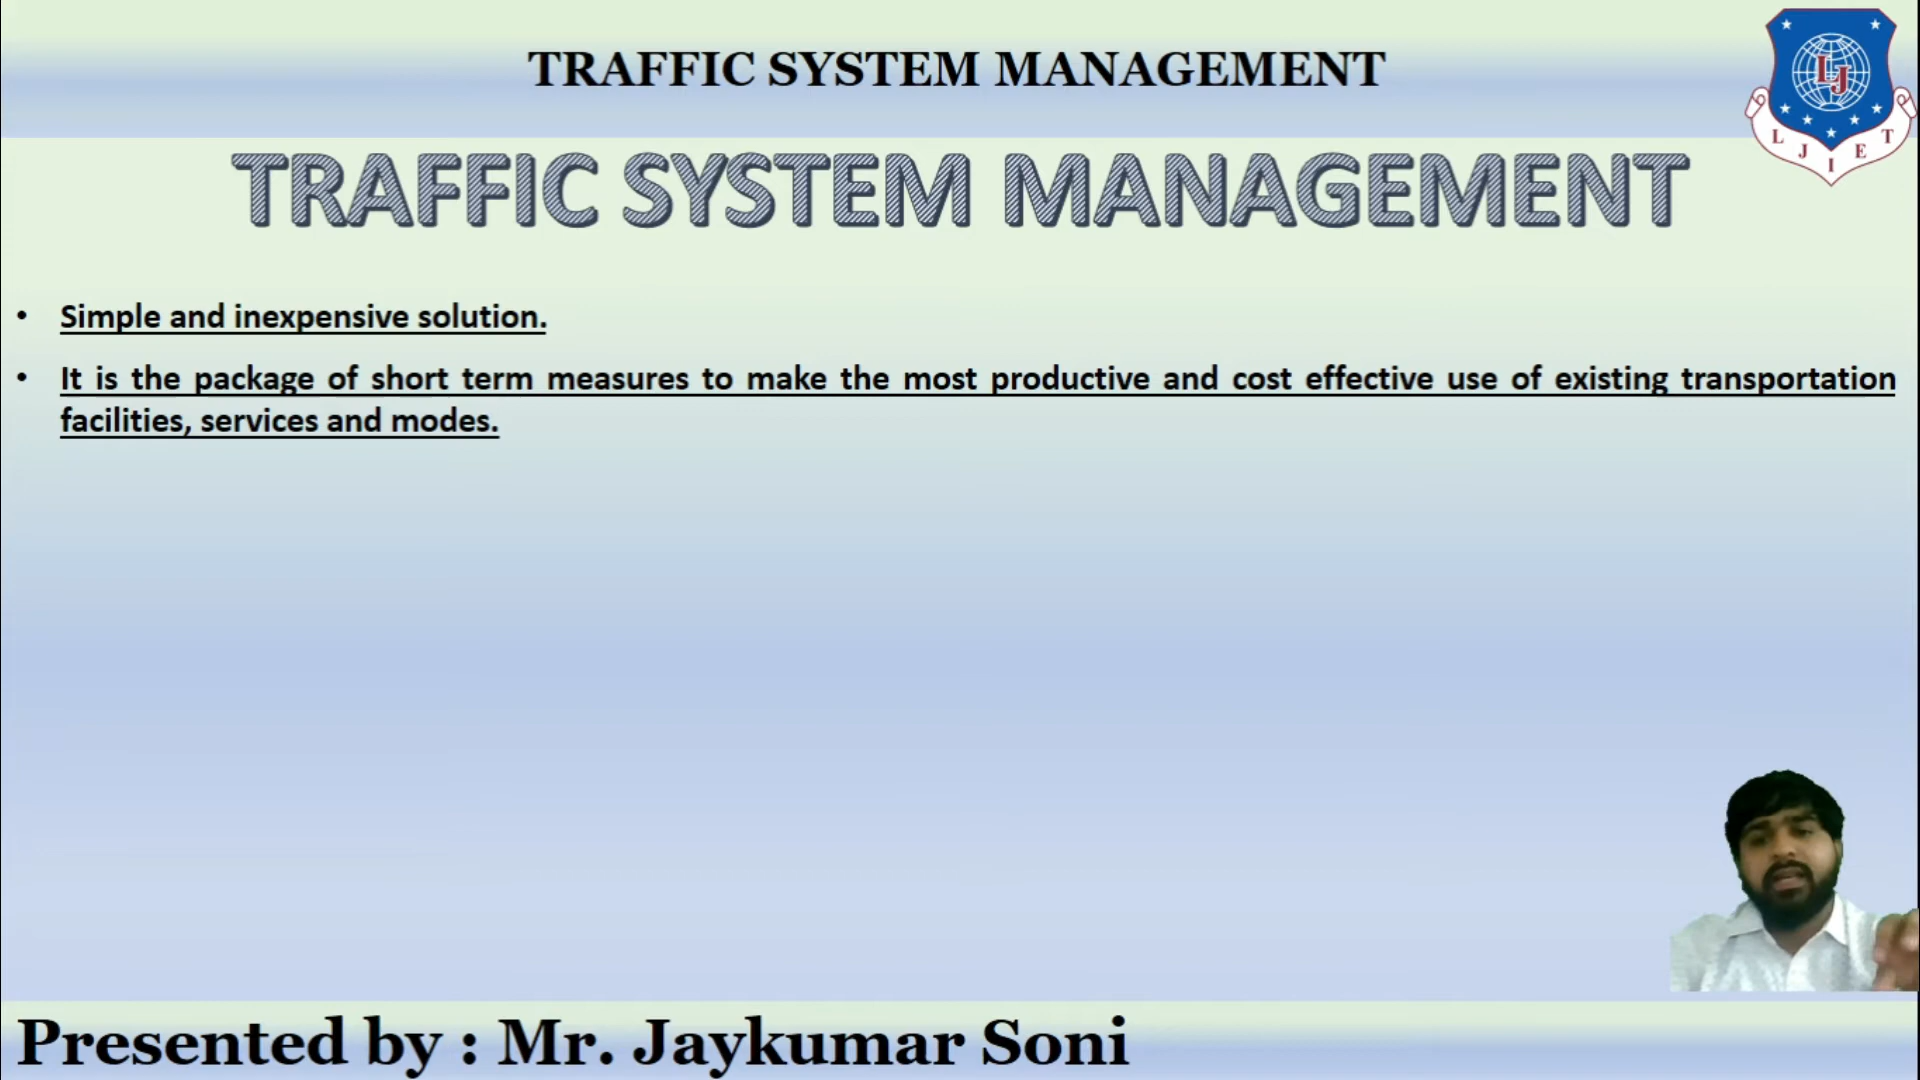 TRAFFIC SYSTEM MANAGEMENT
LJ
L J I E T
TRAFFIC SYSTEM MANAGEMENT
• Simple and inexpensive solution.
• It is the package of short term measures to make the most productive and cost effective use of existing transportation
facilities, services and modes.
Presented by : Mr. Jaykumar Soni